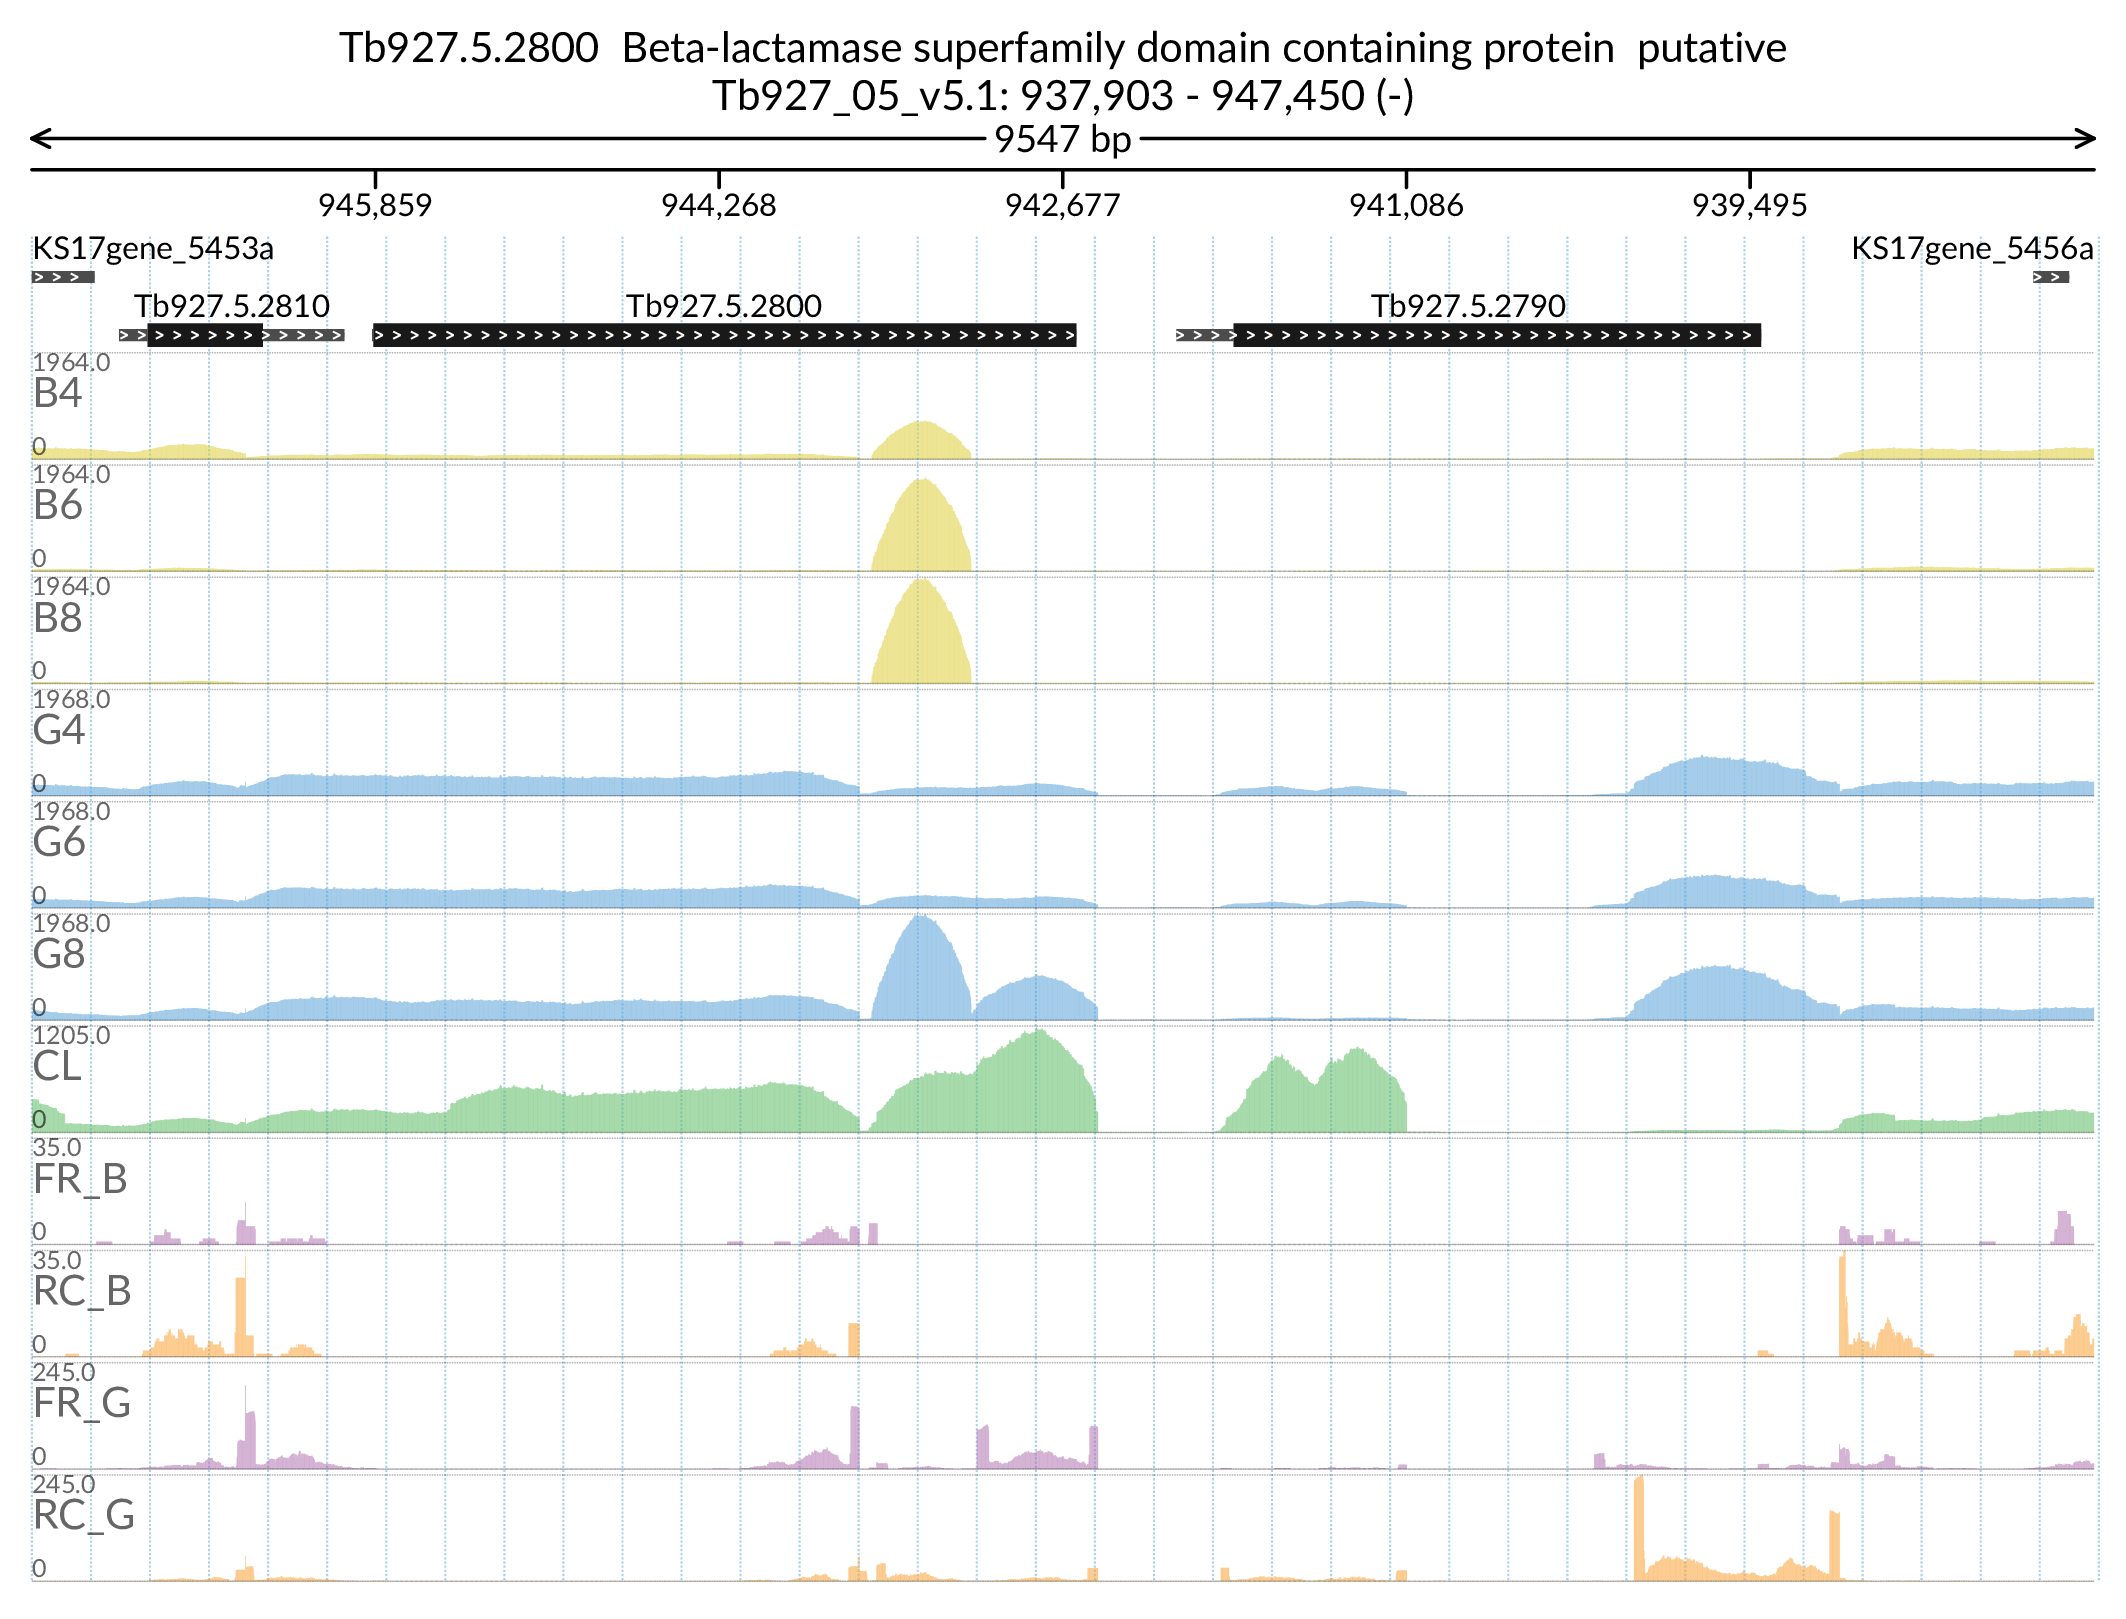 Tb927.5.2800  Beta-lactamase superfamily domain containing protein  putative
Tb927_05_v5.1: 937,903 - 947,450 (-)
9547 bp
945,859 944,268 942,677 941,086 939,495
KS17gene_5453a KS17gene_5456a
Tb927.5.2810 Tb927.5.2800 Tb927.5.2790
1964.0
B4
0
1964.0
B6
0
1964.0
B8
0
1968.0
G4
0
1968.0
G6
0
1968.0
G8
0
1205.0
CL
0
35.0
FR_B
0
35.0
RC_B
0
245.0
FR_G
0
245.0
RC_G
0